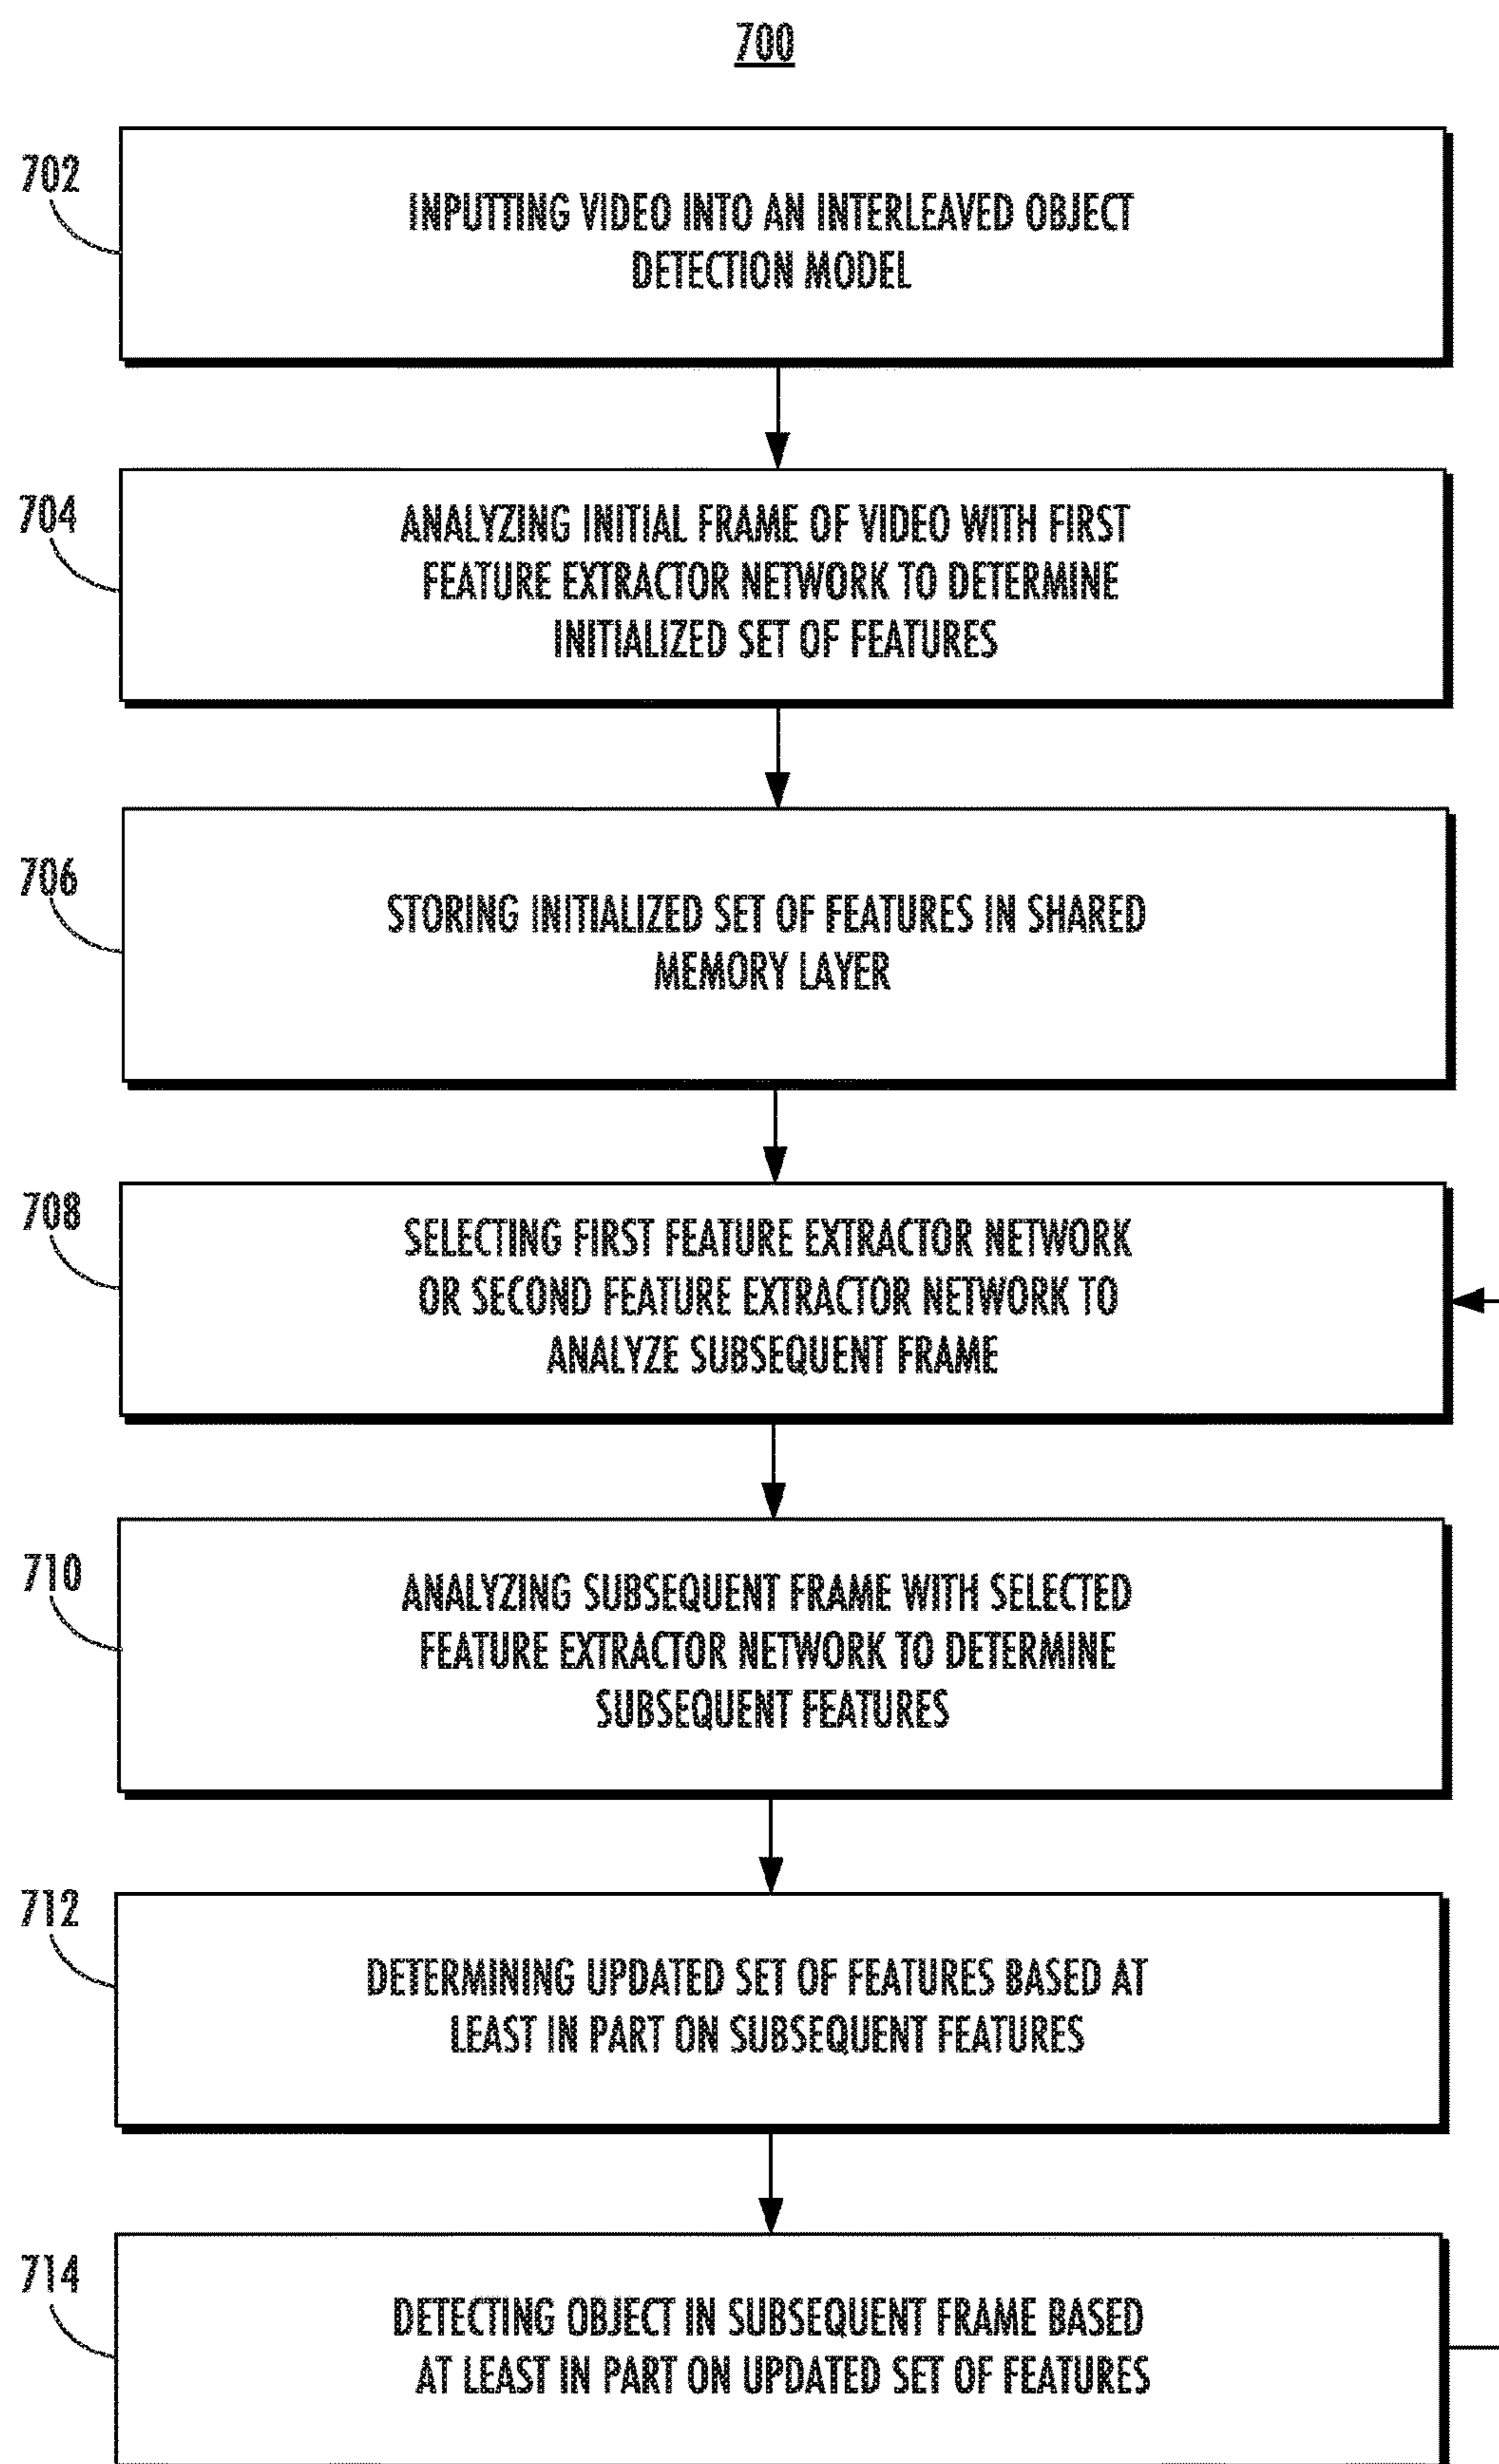 700
702
INPUTTING VIDEO INTO AN INTERLEAVED OBJECT
DETECTION MODEL
704
ANALYZING INITIAL FRAME OF VIDEO WITH FIRST
FEATURE EXTRACTOR NETWORK TO DETERMINE
INITIALIZED SET OF FEATURES
706
STORING INITIALIZED SET OF FEATURES IN SHARED
MEMORY LAYER
708
SELECTING FIRST FEATURE EXTRACTOR NETWORK
OR SECOND FEATURE EXTRACTOR NETWORK TO
ANALYZE SUBSEQUENT FRAME
710
ANALYZING SUBSEQUENT FRAME WITH SELECTED
FEATURE EXTRACTOR NETWORK TO DETERMINE
SUBSEQUENT FEATURES
712
DETERMINING UPDATED SET OF FEATURES BASED AT
LEAST IN PART ON SUBSEQUENT FEATURES
714
DETECTING OBJECT IN SUBSEQUENT FRAME BASED
AT LEAST IN PART ON UPDATED SET OF FEATURES